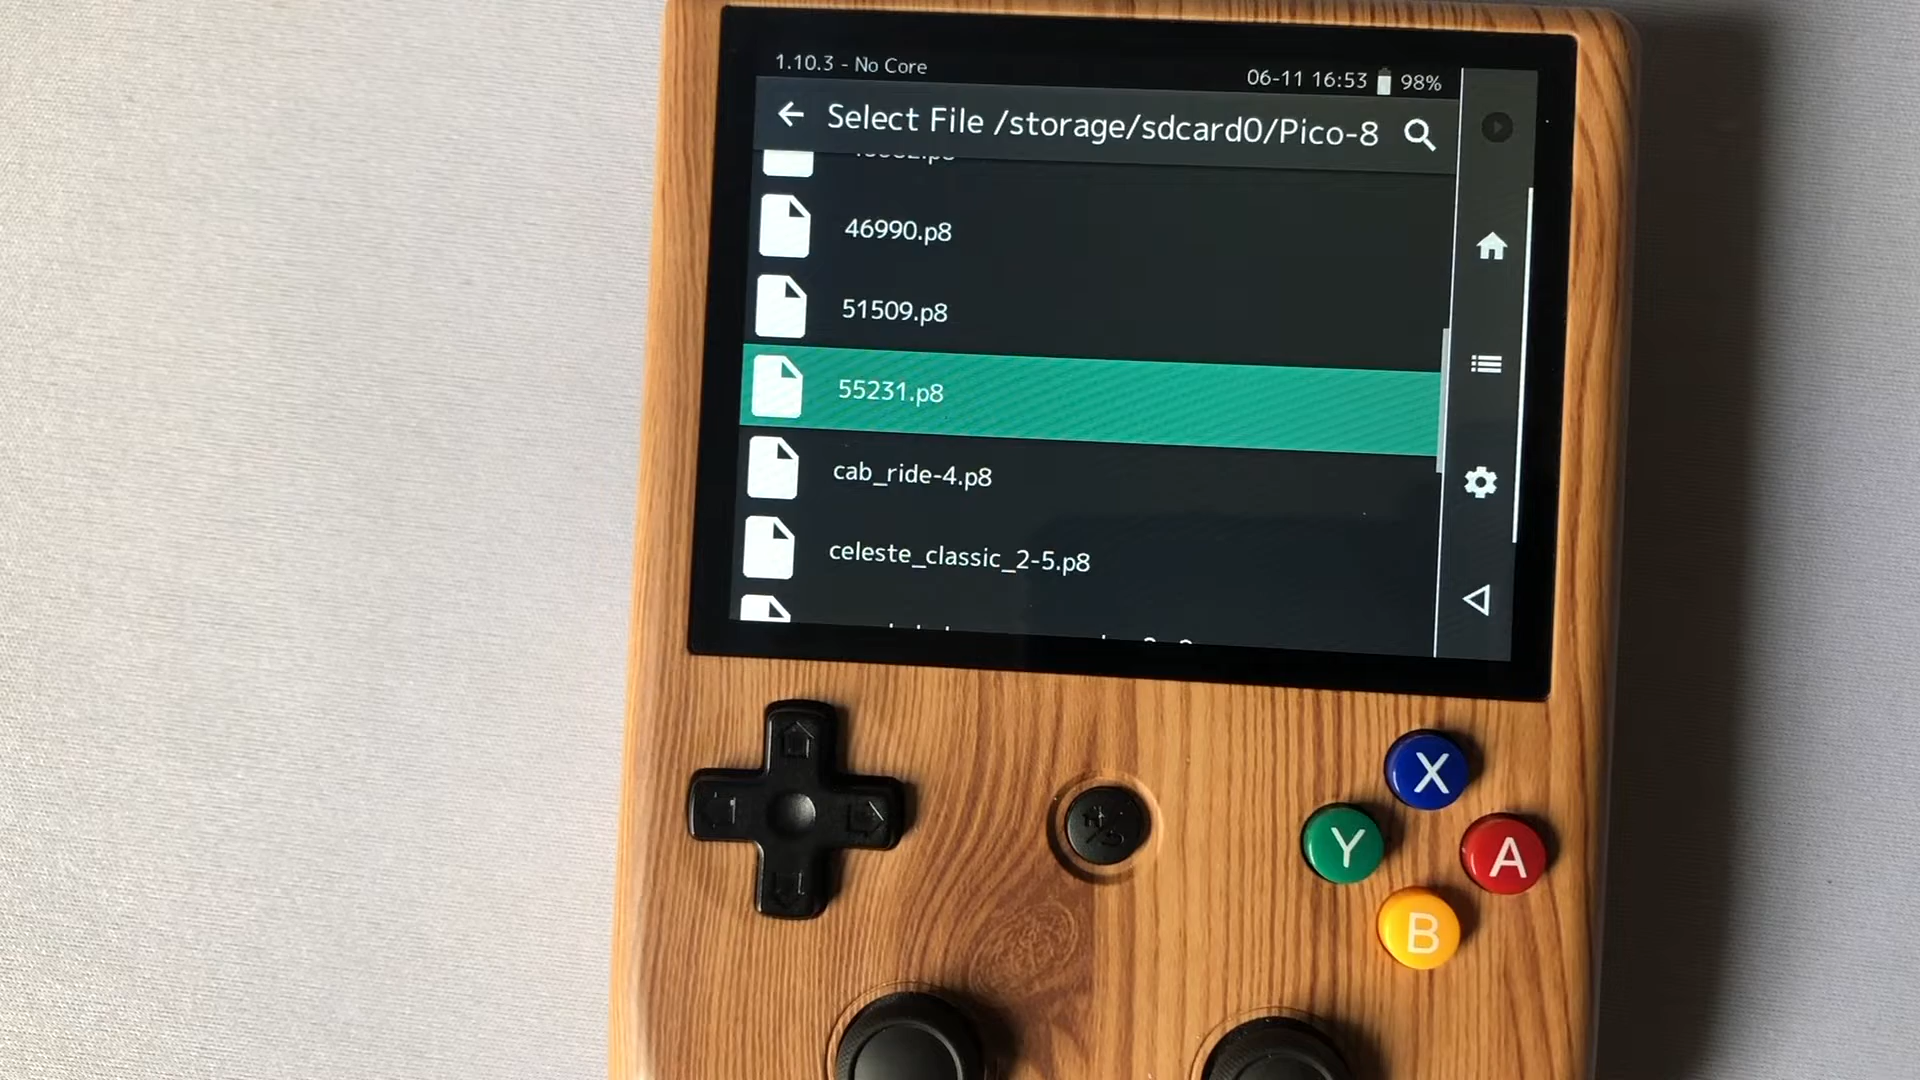 1.10.3 - No Core
06-11 16:53 98%
Select File /storage/sdcard0/Pico-8
46990.p8
51509.p8
55231.p8
cab_ride-4.p8
celeste_classic_2-5.p8
X
Y
A
B